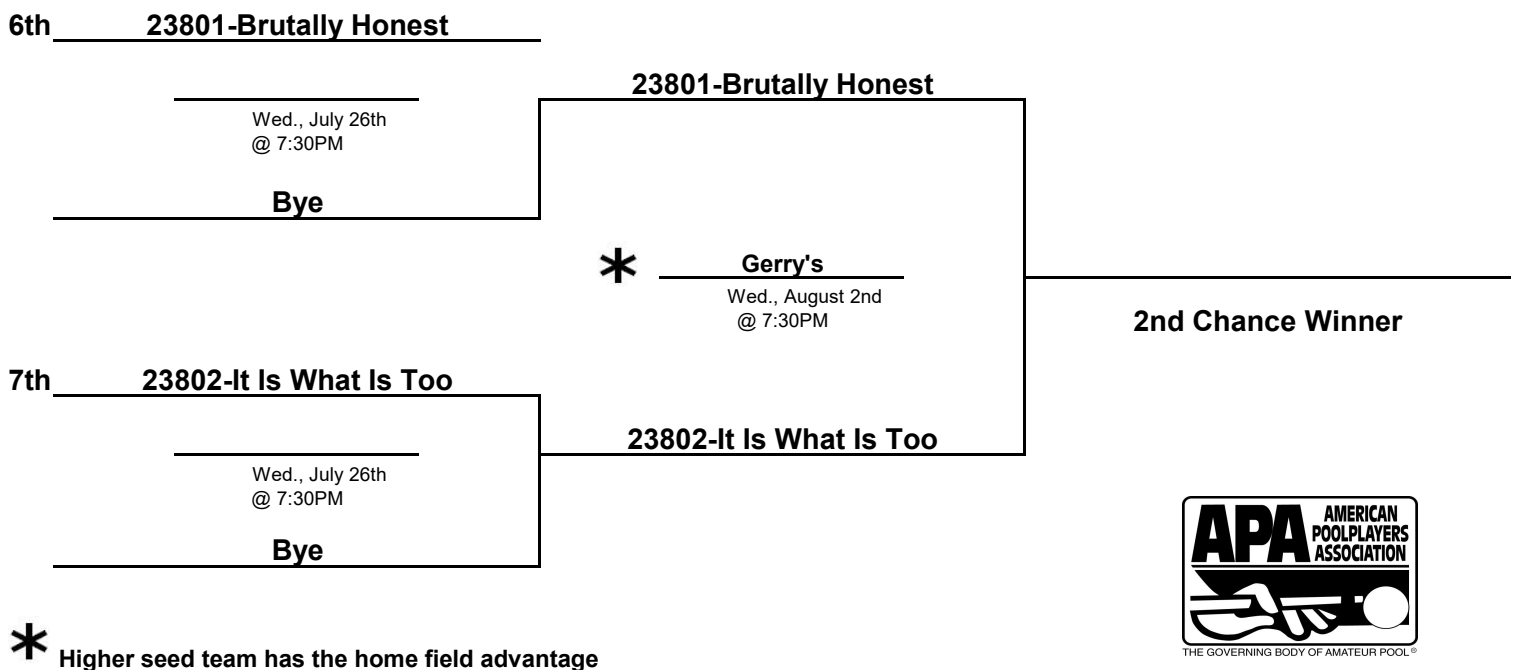 6th 23801-Brutally Honest
23801-Brutally Honest
Wed., July 26th
@ 7:30PM
Bye
* Gerry's
Wed., August 2nd
@ 7:30PM
2nd Chance Winner
7th 23802-It Is What Is Too
23802-It Is What Is Too
Wed., July 26th
@ 7:30PM
Bye
APA AMERICAN
POOLPLAYERS
ASSOCIATION
THE GOVERNING BODY OF AMATEUR POOL®
* Higher seed team has the home field advantage